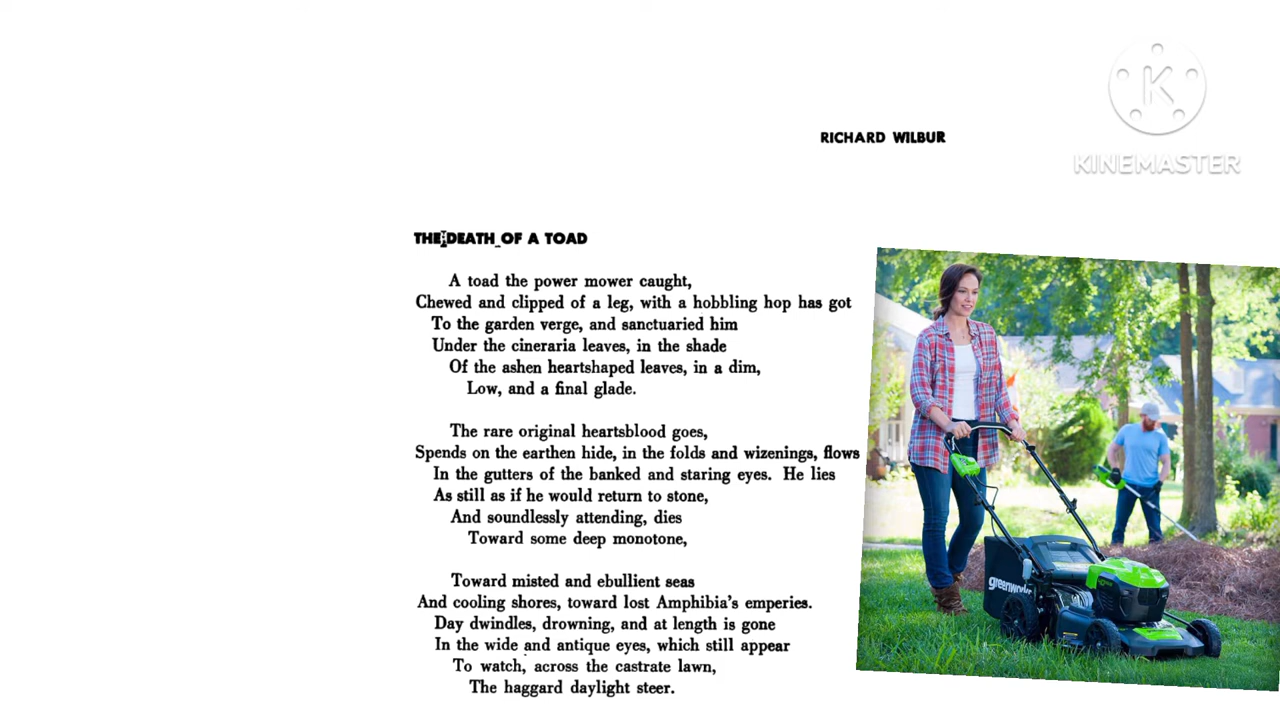 KINEMASTER
RICHARD WILBUR
THE DEATH OF A TOAD
A toad the power mower caught,
Chewed and clipped of a leg, with a hobbling hop has got
To the garden verge, and sanctuaried him
Under the cineraria leaves, in the shade
Of the ashen heartshaped leaves, in a dim,
Low, and a final glade.
The rare original heartsblood goes,
Spends on the earthen hide, in the folds and wizenings, flows
In the gutters of the banked and staring eyes. He lies
As still as if he would return to stone,
And soundlessly attending, dies
Toward some deep monotone,
Toward misted and ebullient seas
And cooling shores, toward lost Amphibia's emperies.
Day dwindles, drowning, and at length is gone
In the wide and antique eyes, which still appear
To watch, across the castrate lawn,
The haggard daylight steer.
greenworks